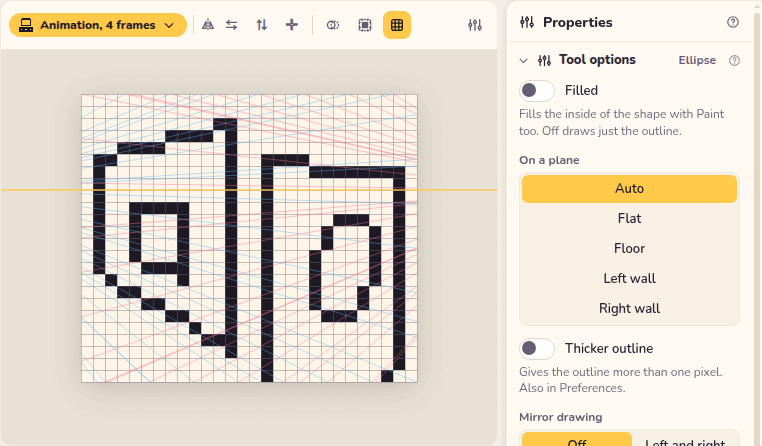 Animation, 4 frames
Properties
Tool options
Ellipse
Filled
Fills the inside of the shape with Paint
too. Off draws just the outline.
On a plane
Auto
Flat
Floor
Left wall
Right wall
Thicker outline
Gives the outline more than one pixel.
Also in Preferences.
Mirror drawing
Off
Left and right